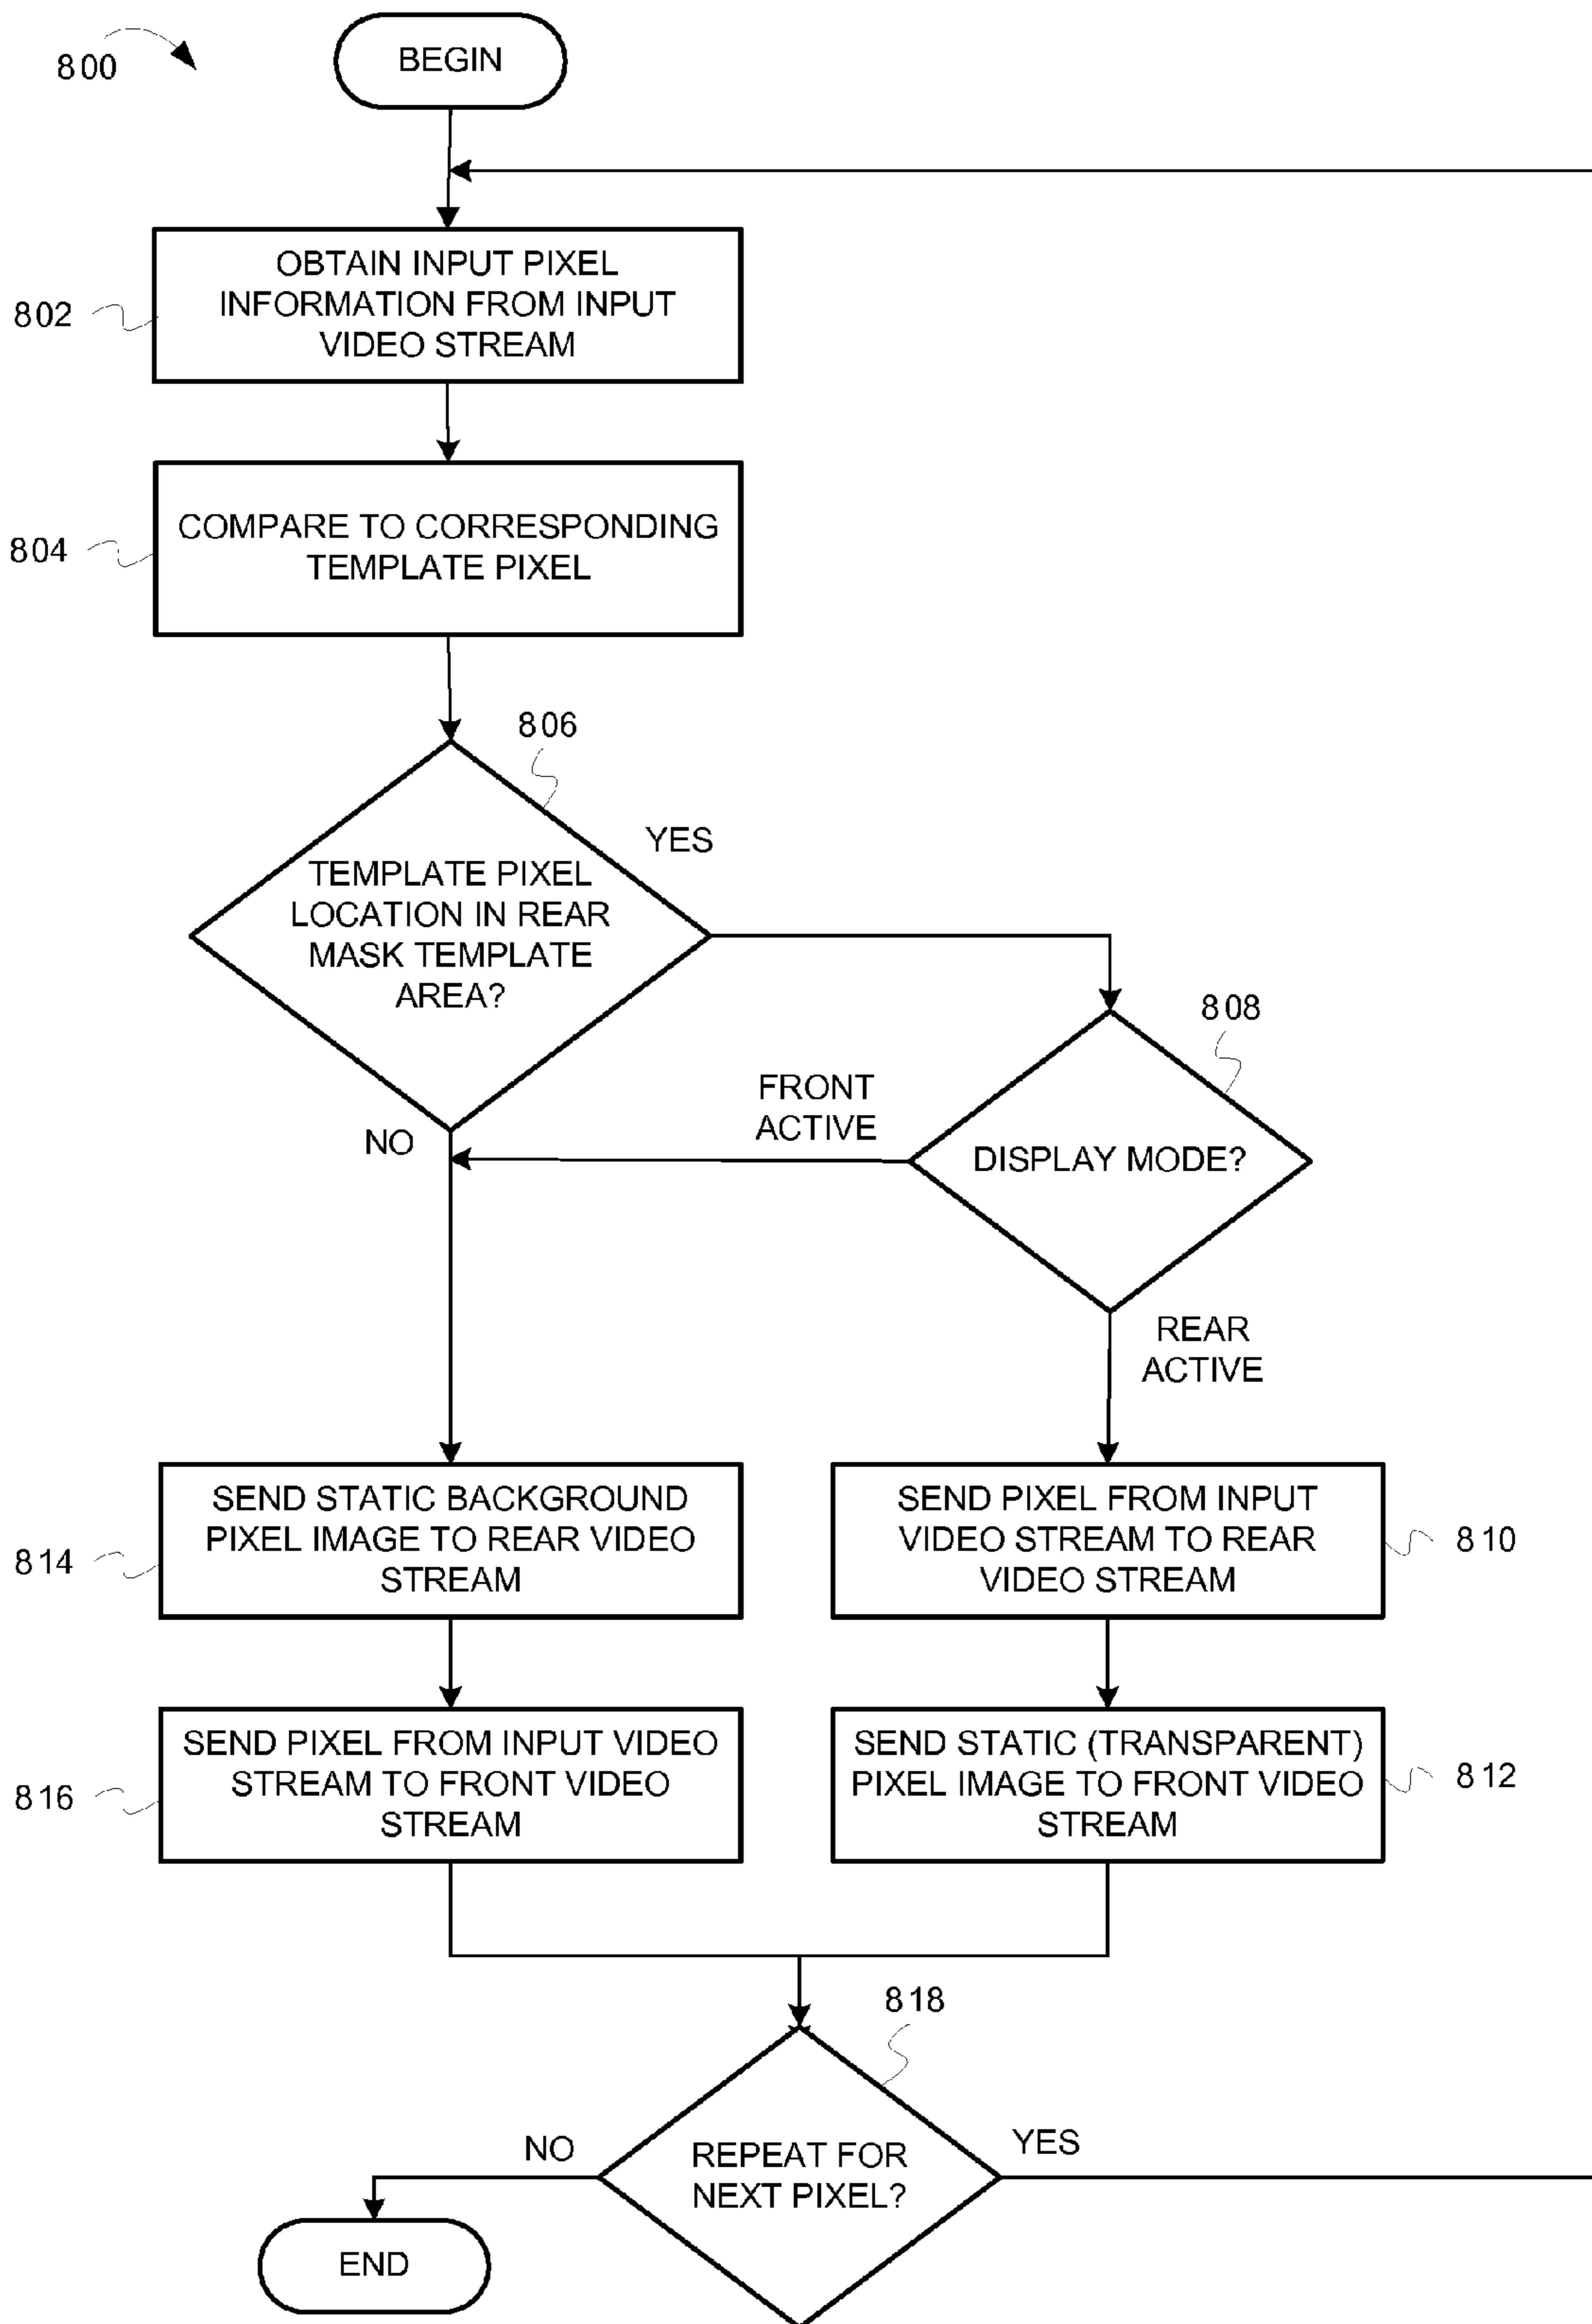 800
BEGIN
802
OBTAIN INPUT PIXEL
INFORMATION FROM INPUT
VIDEO STREAM
804
COMPARE TO CORRESPONDING
TEMPLATE PIXEL
806
YES
TEMPLATE PIXEL
LOCATION IN REAR
MASK TEMPLATE
AREA?
NO
808
FRONT
ACTIVE
DISPLAY MODE?
REAR
ACTIVE
814
SEND STATIC BACKGROUND
PIXEL IMAGE TO REAR VIDEO
STREAM
SEND PIXEL FROM INPUT
VIDEO STREAM TO REAR
VIDEO STREAM
810
816
SEND PIXEL FROM INPUT VIDEO
STREAM TO FRONT VIDEO
STREAM
SEND STATIC (TRANSPARENT)
PIXEL IMAGE TO FRONT VIDEO
STREAM
812
818
NO
REPEAT FOR
NEXT PIXEL?
YES
END